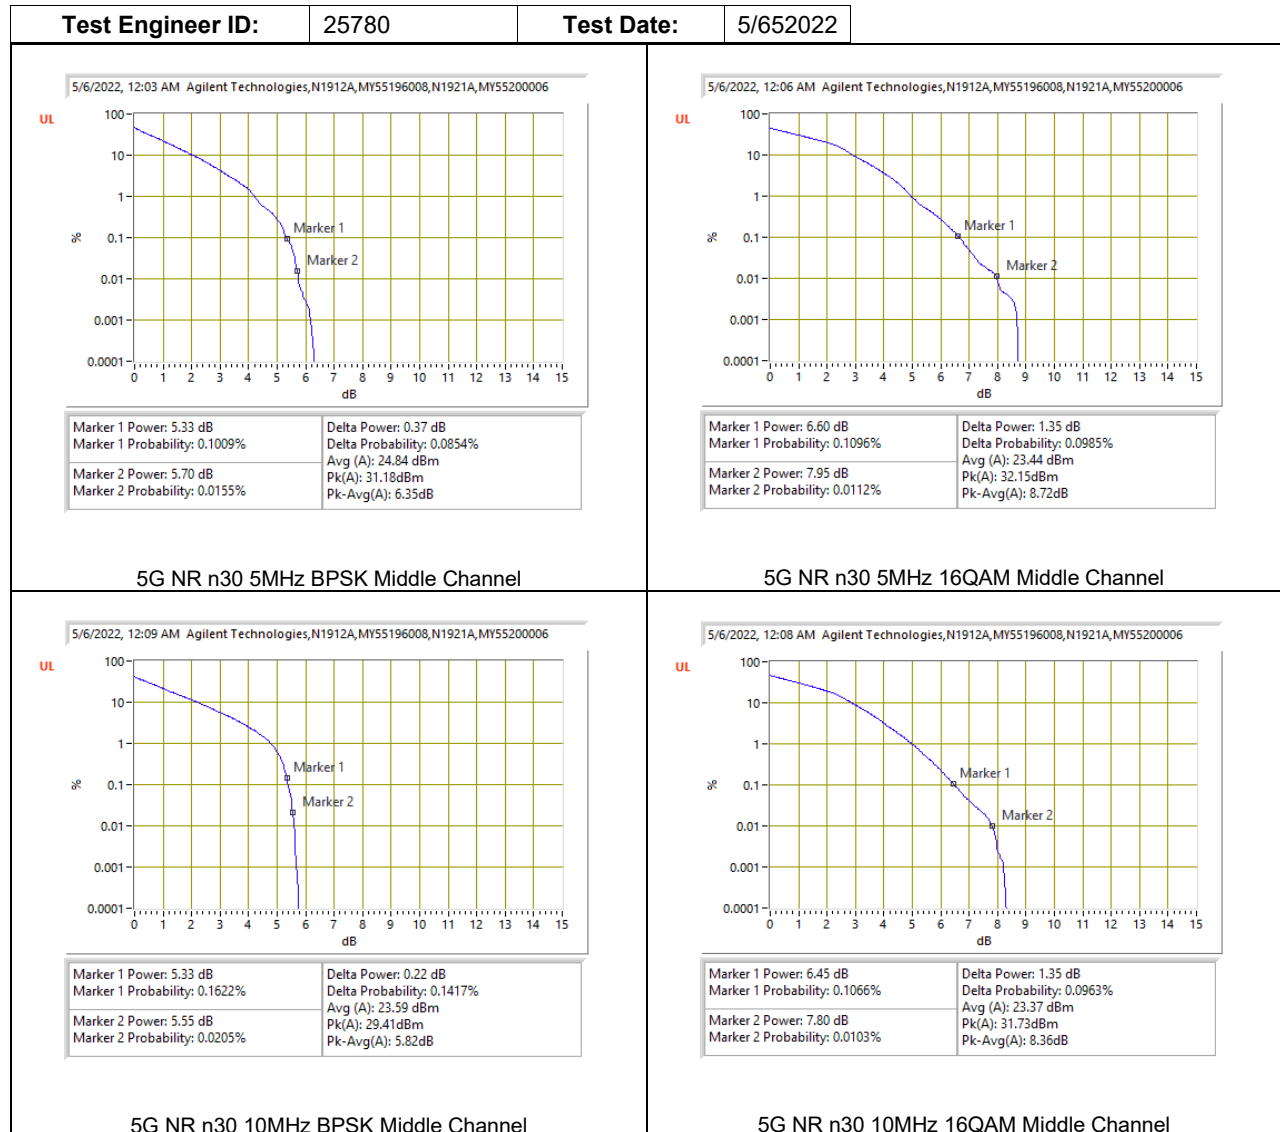 Test Engineer ID: 25780 Test Date: 5/652022
5/6/2022, 12:03 AM Agilent Technologies,N1912A,MY55196008,N1921A,MY55200006
UL
100
10
1
0.1
0.01
0.001
0.0001
%
Marker 1
Marker 2
0 1 2 3 4 5 6 7 8 9 10 11 12 13 14 15
dB
Marker 1 Power: 5.33 dB
Marker 1 Probability: 0.1009%
Marker 2 Power: 5.70 dB
Marker 2 Probability: 0.0155%
Delta Power: 0.37 dB
Delta Probability: 0.0854%
Avg (A): 24.84 dBm
Pk(A): 31.18dBm
Pk-Avg(A): 6.35dB
5G NR n30 5MHz BPSK Middle Channel
5/6/2022, 12:06 AM Agilent Technologies,N1912A,MY55196008,N1921A,MY55200006
UL
100
10
1
0.1
0.01
0.001
0.0001
%
Marker 1
Marker 2
0 1 2 3 4 5 6 7 8 9 10 11 12 13 14 15
dB
Marker 1 Power: 6.60 dB
Marker 1 Probability: 0.1096%
Marker 2 Power: 7.95 dB
Marker 2 Probability: 0.0112%
Delta Power: 1.35 dB
Delta Probability: 0.0985%
Avg (A): 23.44 dBm
Pk(A): 32.15dBm
Pk-Avg(A): 8.72dB
5G NR n30 5MHz 16QAM Middle Channel
5/6/2022, 12:09 AM Agilent Technologies,N1912A,MY55196008,N1921A,MY55200006
UL
100
10
1
0.1
0.01
0.001
0.0001
%
Marker 1
Marker 2
0 1 2 3 4 5 6 7 8 9 10 11 12 13 14 15
dB
Marker 1 Power: 5.33 dB
Marker 1 Probability: 0.1622%
Marker 2 Power: 5.55 dB
Marker 2 Probability: 0.0205%
Delta Power: 0.22 dB
Delta Probability: 0.1417%
Avg (A): 23.59 dBm
Pk(A): 29.41dBm
Pk-Avg(A): 5.82dB
5G NR n30 10MHz BPSK Middle Channel
5/6/2022, 12:08 AM Agilent Technologies,N1912A,MY55196008,N1921A,MY55200006
UL
100
10
1
0.1
0.01
0.001
0.0001
%
Marker 1
Marker 2
0 1 2 3 4 5 6 7 8 9 10 11 12 13 14 15
dB
Marker 1 Power: 6.45 dB
Marker 1 Probability: 0.1066%
Marker 2 Power: 7.80 dB
Marker 2 Probability: 0.0103%
Delta Power: 1.35 dB
Delta Probability: 0.0963%
Avg (A): 23.37 dBm
Pk(A): 31.73dBm
Pk-Avg(A): 8.36dB
5G NR n30 10MHz 16QAM Middle Channel